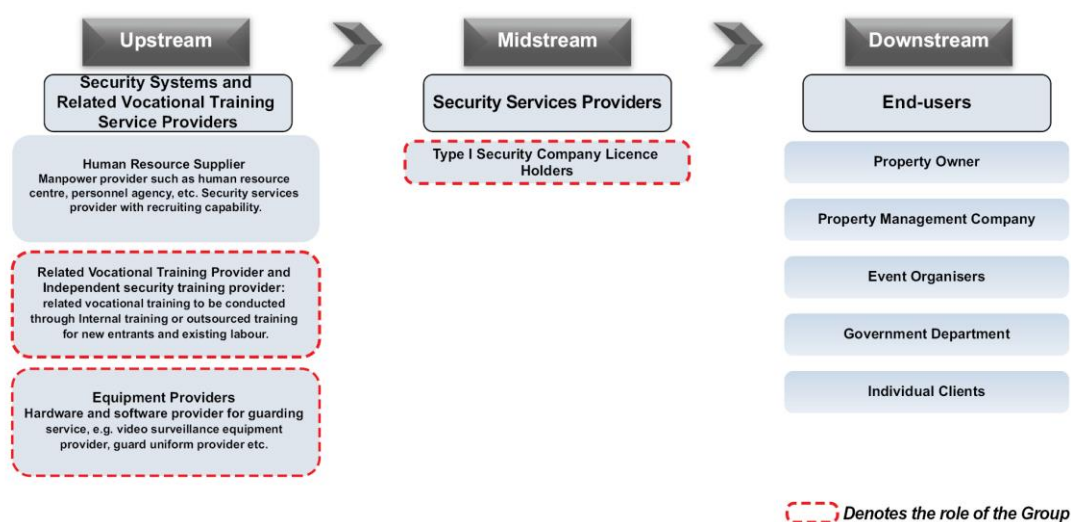 Upstream
Midstream
Downstream
Security Systems and
Related Vocational Training
Service Providers
Security Services Providers
End-users
Human Resource Supplier
Manpower provider such as human resource
centre, personnel agency, etc. Security services
provider with recruiting capability.
Related Vocational Training Provider and
Independent security training provider:
related vocational training to be conducted
through Internal training or outsourced training
for new entrants and existing labour.
Equipment Providers
Hardware and software provider for guarding
service, e.g. video surveillance equipment
provider, guard uniform provider etc.
Type I Security Company Licence
Holders
Property Owner
Property Management Company
Event Organisers
Government Department
Individual Clients
Denotes the role of the Group